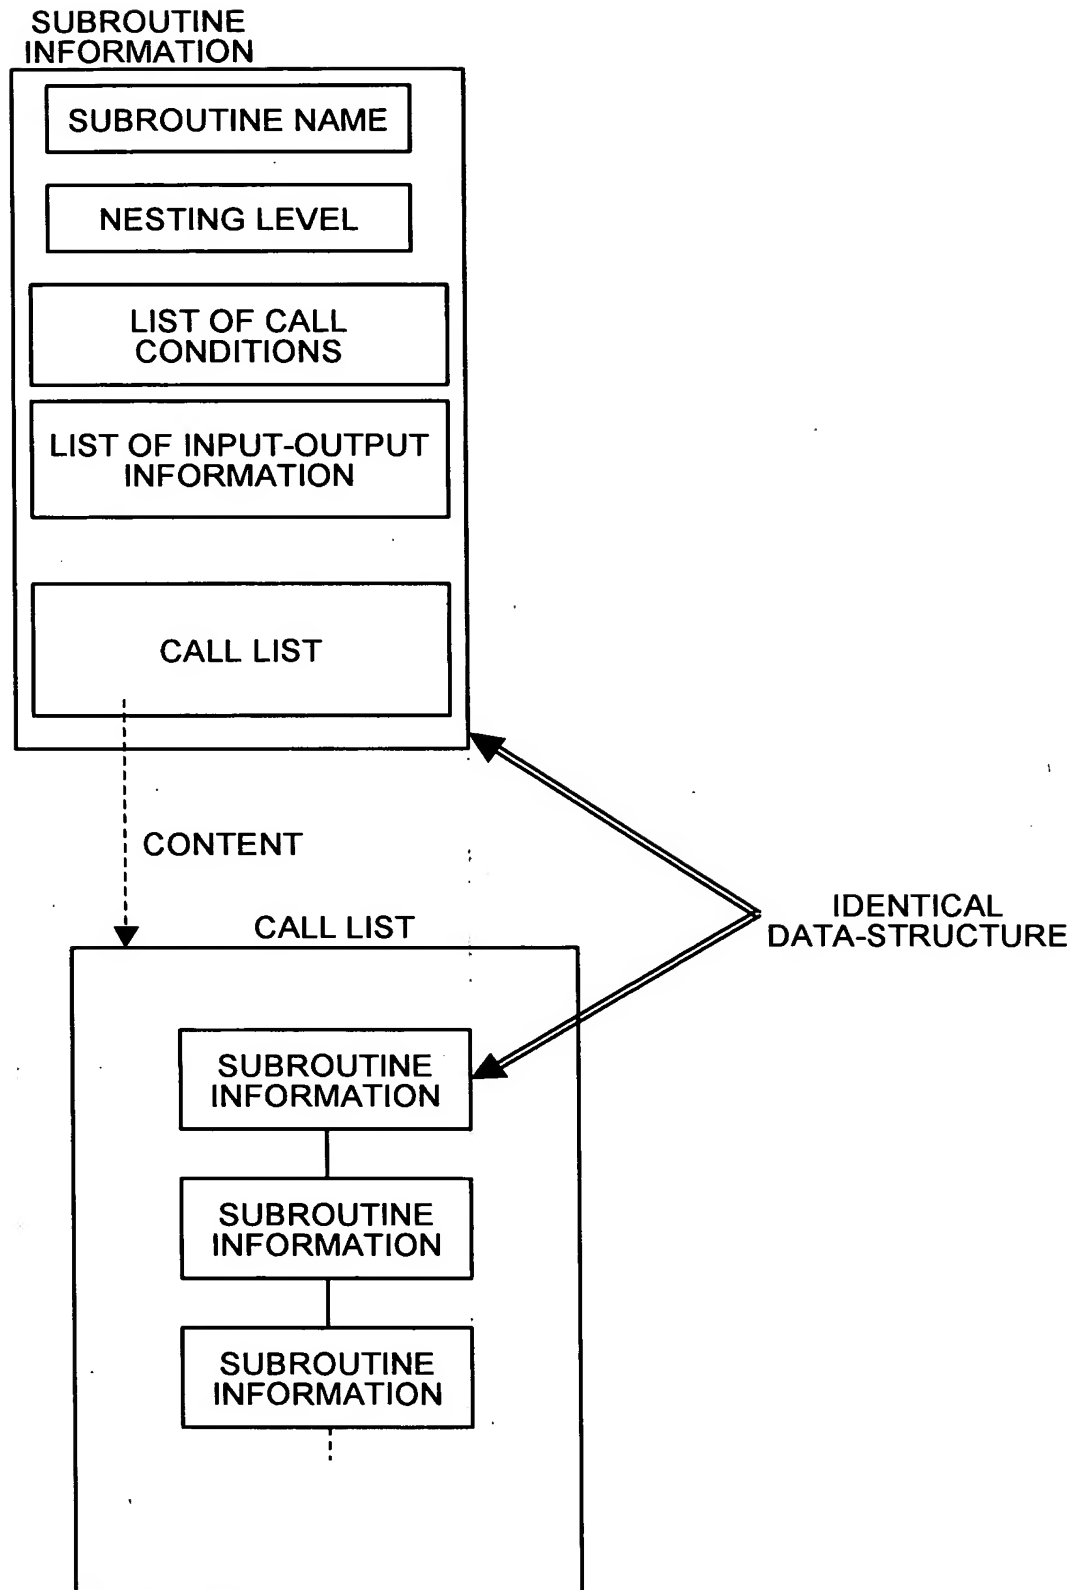 SUBROUTINE
INFORMATION
SUBROUTINE NAME
NESTING LEVEL
LIST OF CALL
CONDITIONS
LIST OF INPUT-OUTPUT
INFORMATION
CALL LIST
CONTENT
IDENTICAL
DATA-STRUCTURE
CALL LIST
SUBROUTINE
INFORMATION
SUBROUTINE
INFORMATION
SUBROUTINE
INFORMATION